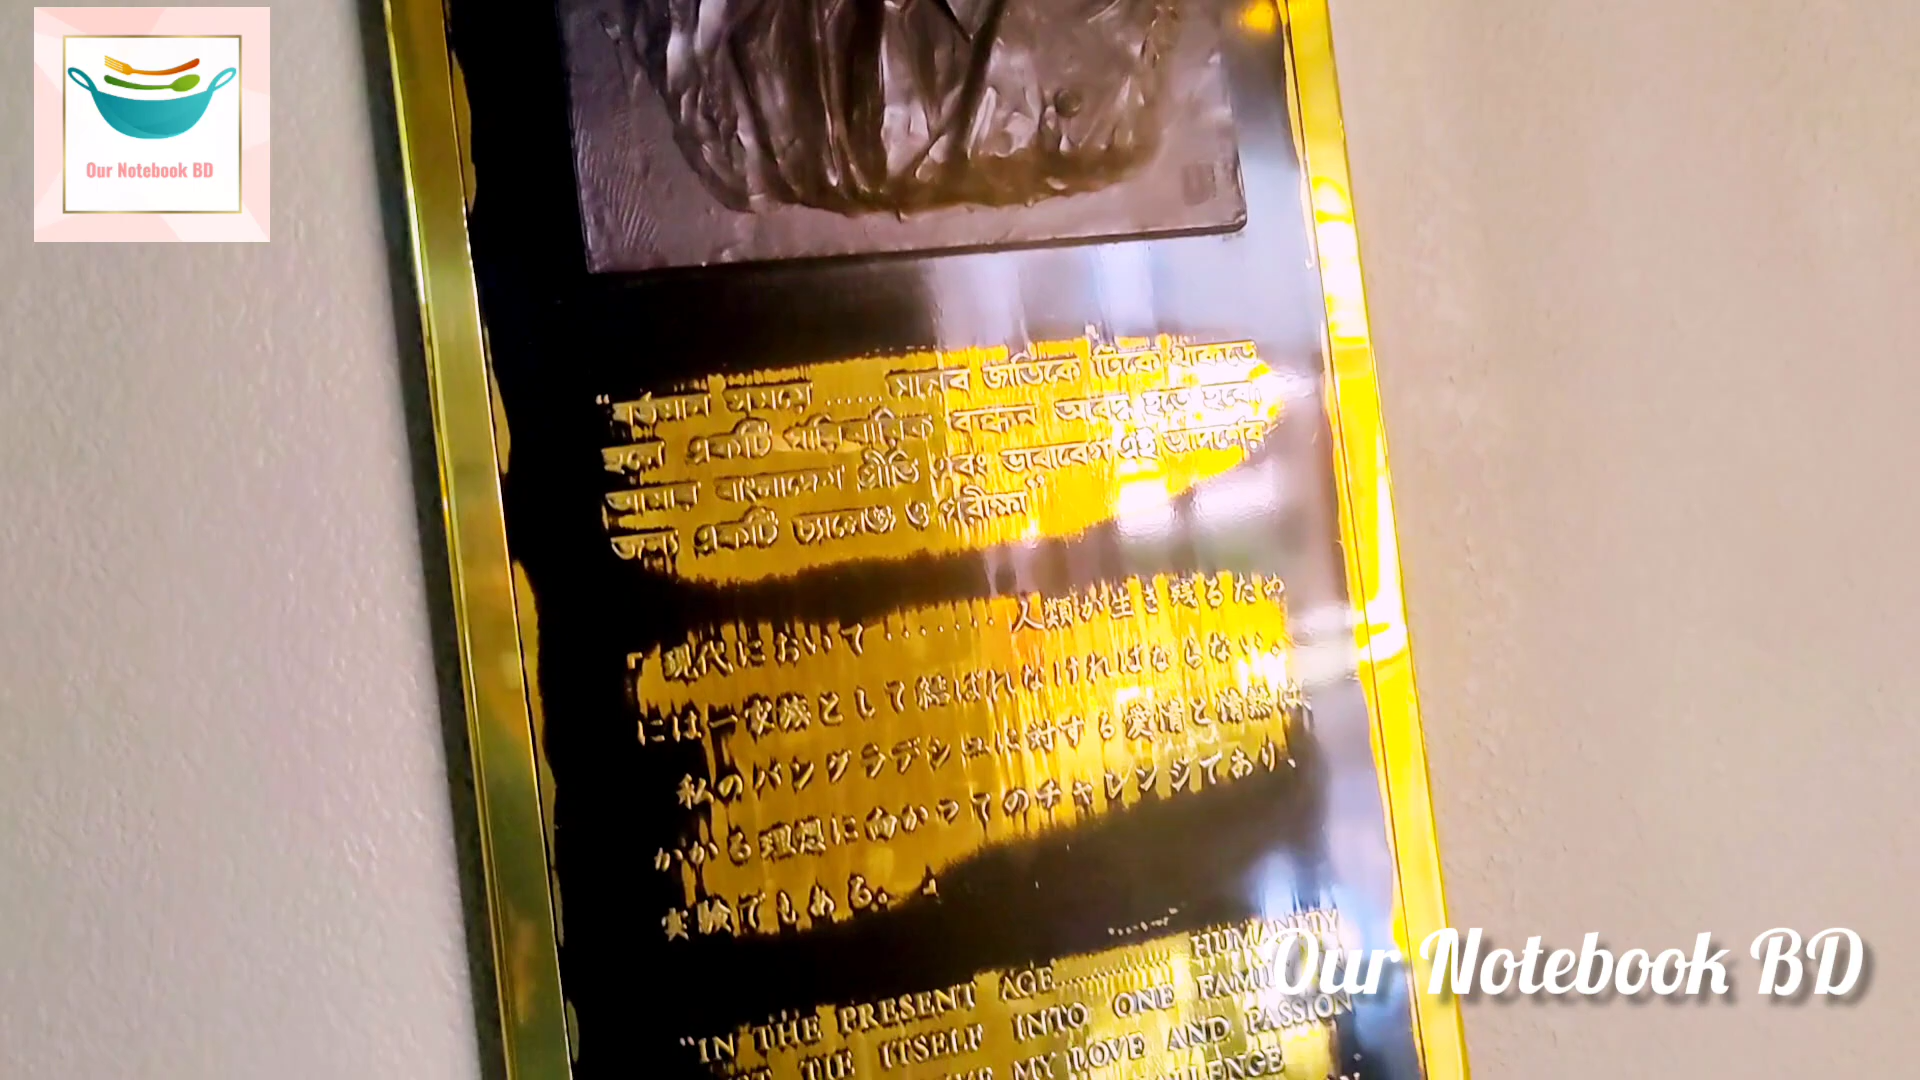 Our Notebook BD
“বর্তমান সময়ে ...... মানব জাতিকে টিকে থাকতে
হলে একটি পারিবারিক বন্ধনে আবদ্ধ হতে হবে।
আমার বাংলাদেশ প্রীতি এবং ভাবাবেগ এই আদর্শের
জন্য একটি চ্যালেঞ্জ ও পরীক্ষা”
「現代において ‥‥‥‥ 人類が生き残るため
には一家族として結ばれなければならない、
私のバングラデシュに対する愛情と情熱は、
かかる理想に向かってのチャレンジであり、
実験でもある。」
“IN THE PRESENT AGE........... HUMANITY
TIE ITSELF INTO ONE FAMILY
MY LOVE AND PASSION
Our Notebook BD